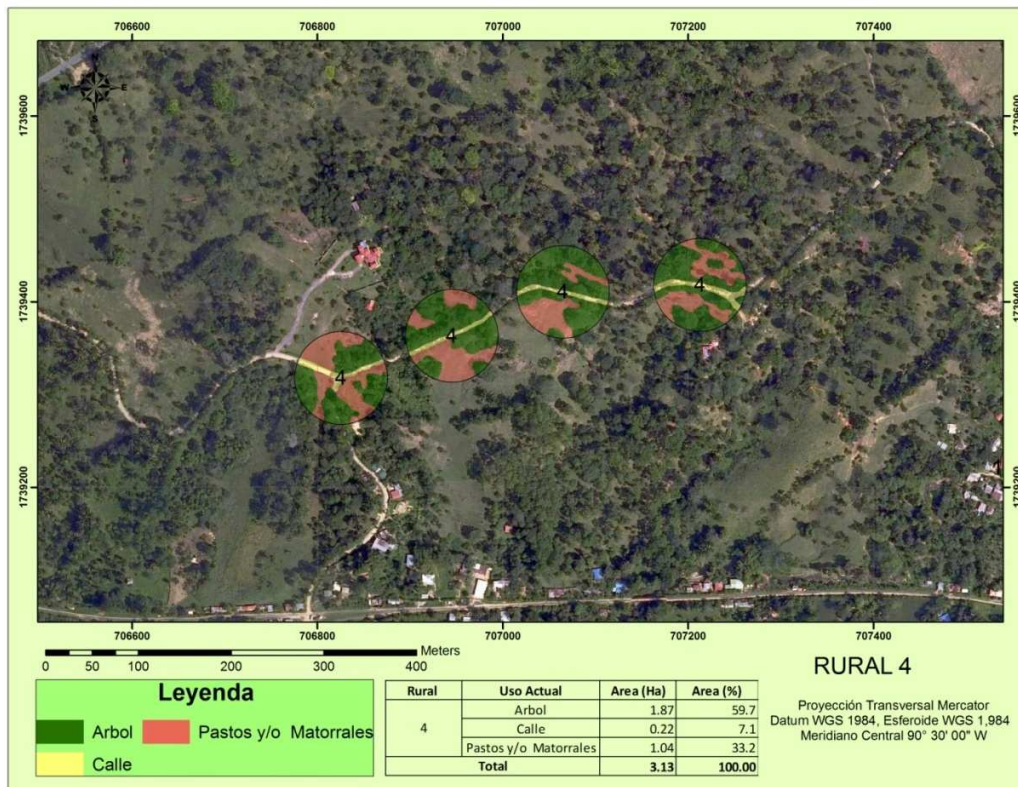 706600 706800 707000 707200 707400
1739600 1739600
W E
S
1739400 1739400
4 4 4 4
1739200 1739200
706600 706800 707000 707200 707400
Meters
0 50 100 200 300 400
RURAL 4
Leyenda
Arbol Pastos y/o Matorrales
Calle
Rural Uso Actual Area (Ha) Area (%)
Arbol 1.87 59.7
4 Calle 0.22 7.1
Pastos y/o Matorrales 1.04 33.2
Total 3.13 100.00
Proyección Transversal Mercator
Datum WGS 1984, Esferoide WGS 1,984
Meridiano Central 90° 30' 00" W